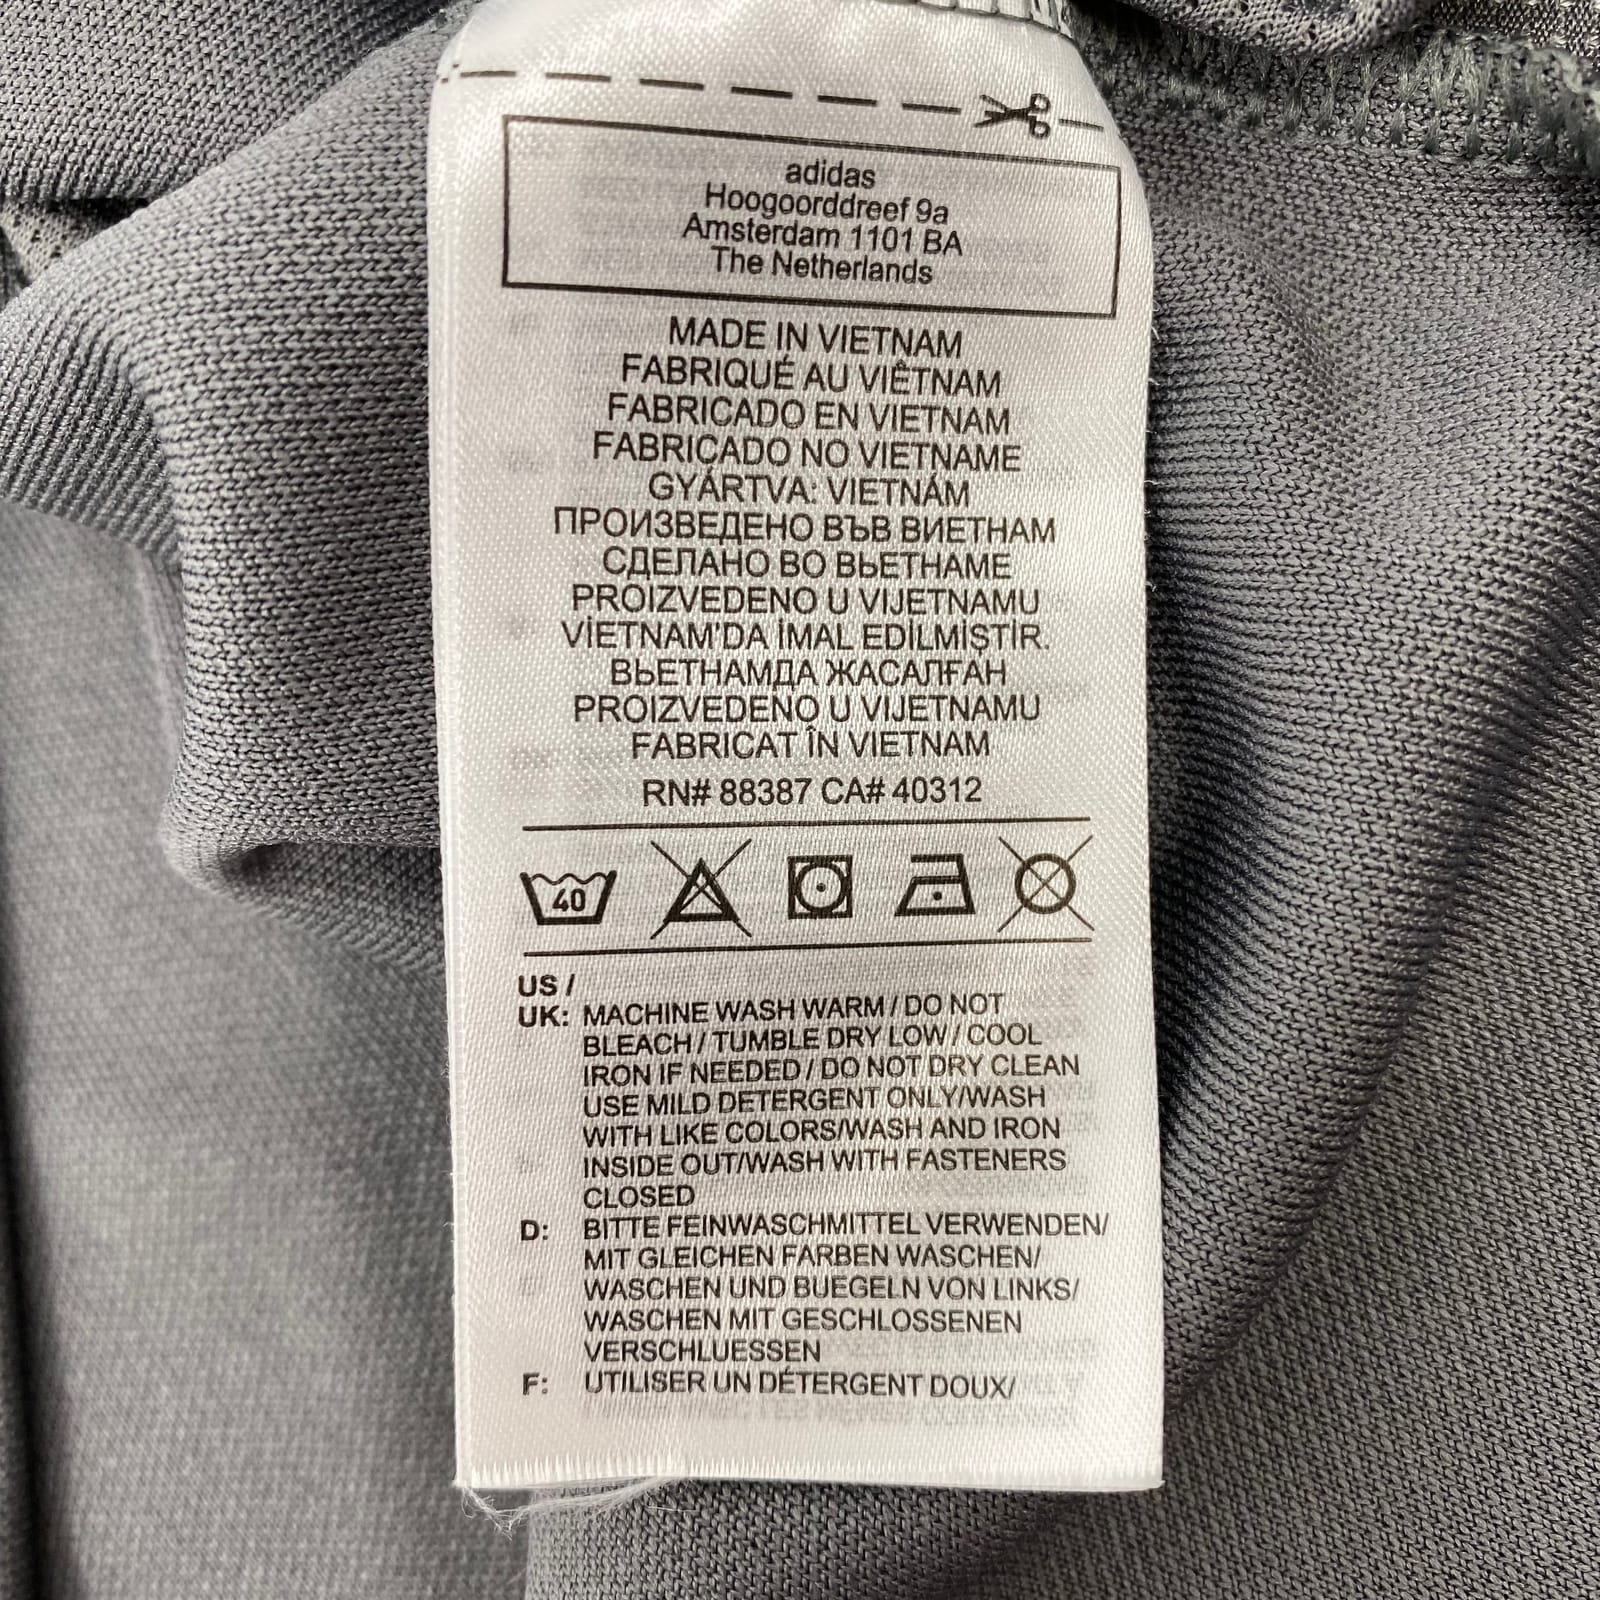 adidas
Hoogoorddreef 9a
Amsterdam 1101 BA
The Netherlands
MADE IN VIETNAM
FABRIQUÉ AU VIÊTNAM
FABRICADO EN VIETNAM
FABRICADO NO VIETNAME
GYÁRTVA: VIETNÁM
ПРОИЗВЕДЕНО ВЪВ ВИЕТНАМ
СДЕЛАНО ВО ВЬЕТНАМЕ
PROIZVEDENO U VIJETNAMU
VİETNAM'DA İMAL EDİLMİŞTİR.
ВЬЕТНАМДА ЖАСАЛҒАН
PROIZVEDENO U VIJETNAMU
FABRICAT ÎN VIETNAM
RN# 88387 CA# 40312
40
US /
UK: MACHINE WASH WARM / DO NOT
BLEACH / TUMBLE DRY LOW / COOL
IRON IF NEEDED / DO NOT DRY CLEAN
USE MILD DETERGENT ONLY/WASH
WITH LIKE COLORS/WASH AND IRON
INSIDE OUT/WASH WITH FASTENERS
CLOSED
D: BITTE FEINWASCHMITTEL VERWENDEN/
MIT GLEICHEN FARBEN WASCHEN/
WASCHEN UND BUEGELN VON LINKS/
WASCHEN MIT GESCHLOSSENEN
VERSCHLUESSEN
F: UTILISER UN DÉTERGENT DOUX/